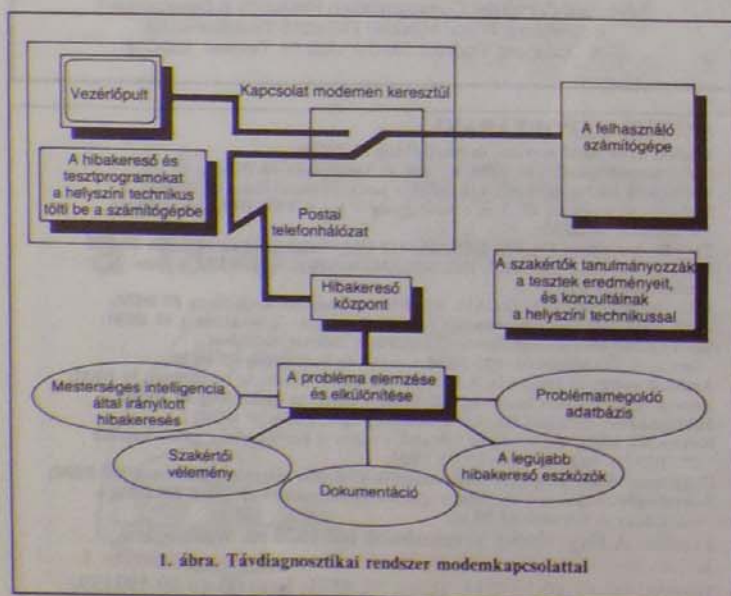 Vezérlőpult
Kapcsolat modemen keresztül
A felhasználó
számítógépe
A hibakereső és
tesztprogramokat
a helyszíni technikus
tölti be a számítógépbe
Postai
telefonhálózat
Hibakereső
központ
A szakértők tanulmányozzák
a tesztek eredményeit,
és konzultálnak
a helyszíni technikussal
A probléma elemzése
és elkülönítése
Mesterséges intelligencia
által irányított
hibakeresés
Problémamegoldó
adatbázis
Szakértői
vélemény
Dokumentáció
A legújabb
hibakereső eszközök
1. ábra. Távdiagnosztikai rendszer modemkapcsolattal